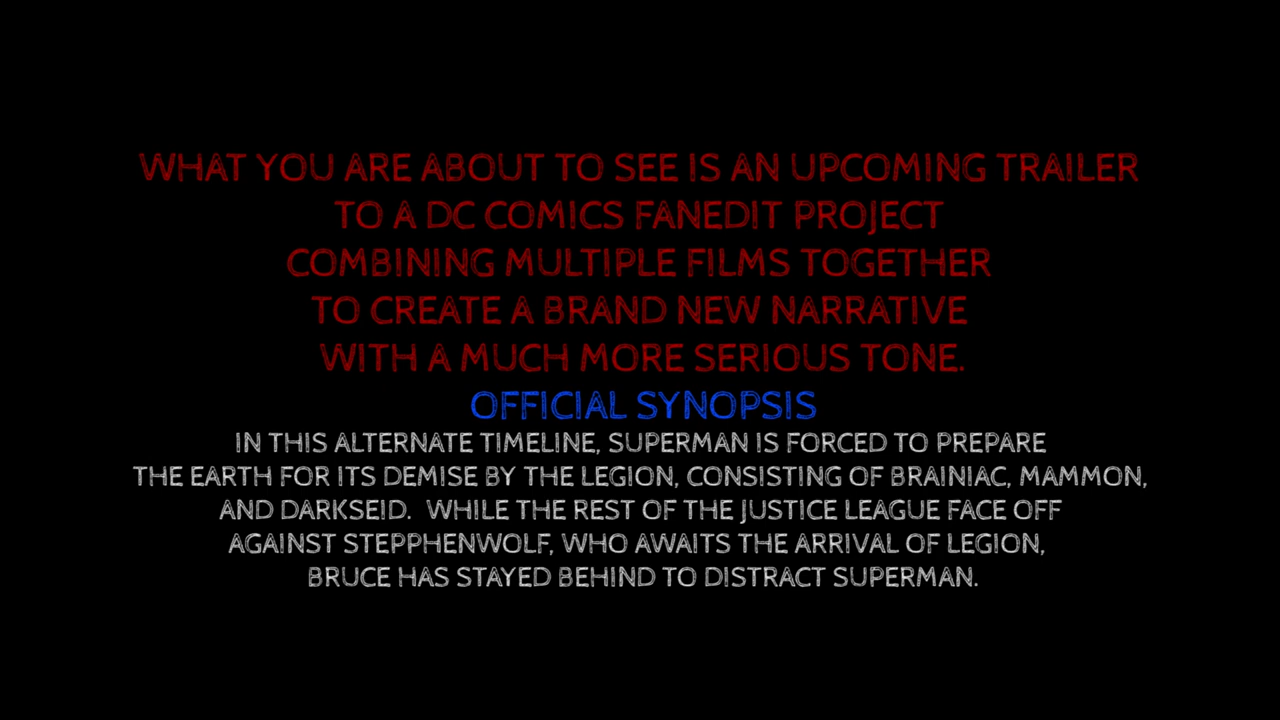 WHAT YOU ARE ABOUT TO SEE IS AN UPCOMING TRAILER
TO A DC COMICS FANEDIT PROJECT
COMBINING MULTIPLE FILMS TOGETHER
TO CREATE A BRAND NEW NARRATIVE
WITH A MUCH MORE SERIOUS TONE.
OFFICIAL SYNOPSIS
IN THIS ALTERNATE TIMELINE, SUPERMAN IS FORCED TO PREPARE
THE EARTH FOR ITS DEMISE BY THE LEGION, CONSISTING OF BRAINIAC, MAMMON,
AND DARKSEID.  WHILE THE REST OF THE JUSTICE LEAGUE FACE OFF
AGAINST STEPPHENWOLF, WHO AWAITS THE ARRIVAL OF LEGION,
BRUCE HAS STAYED BEHIND TO DISTRACT SUPERMAN.